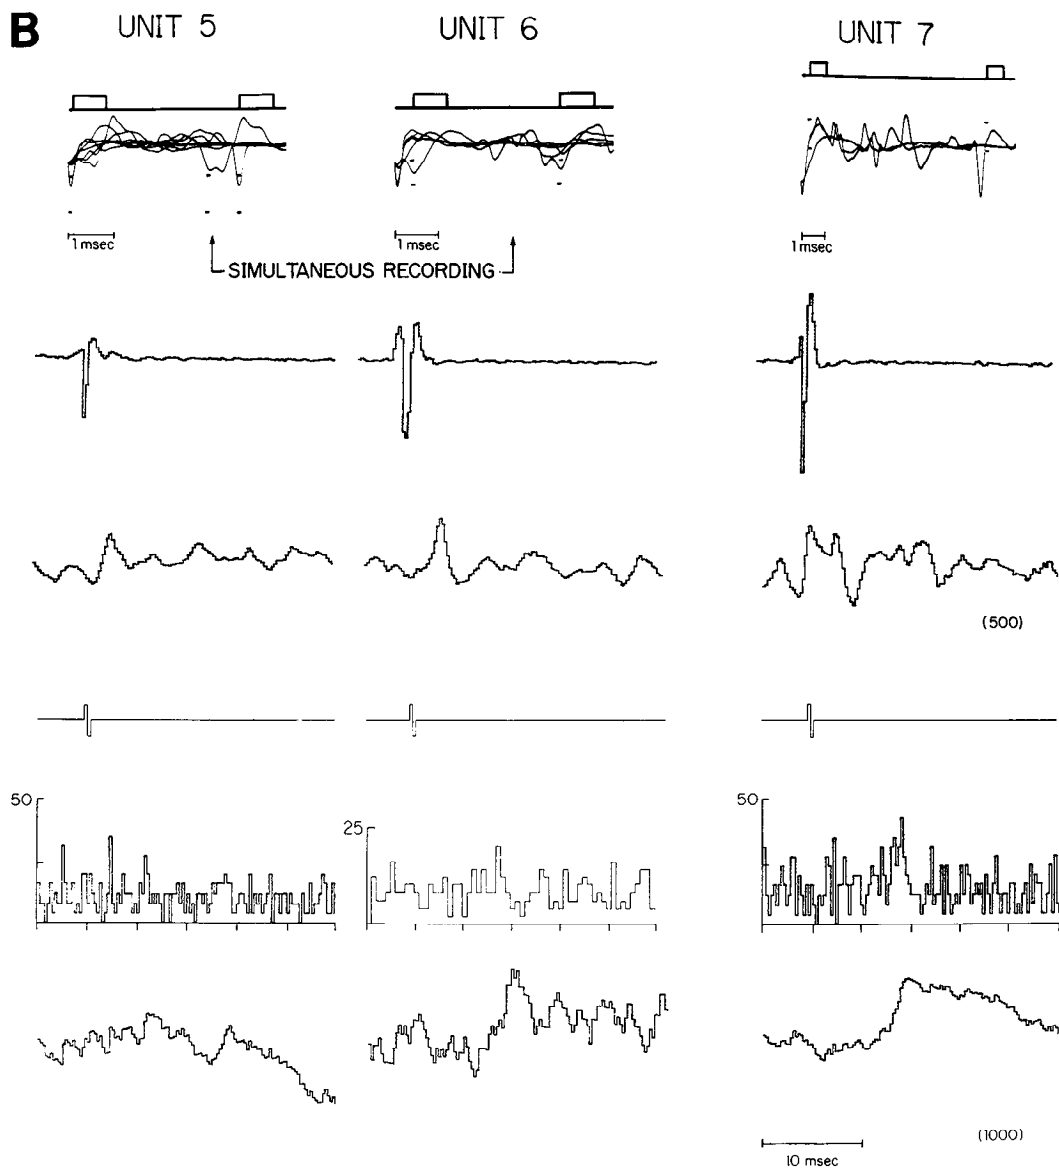 B
UNIT 5
UNIT 6
UNIT 7
1 msec
1 msec
1 msec
SIMULTANEOUS RECORDING
(500)
50
25
50
(1000)
10 msec